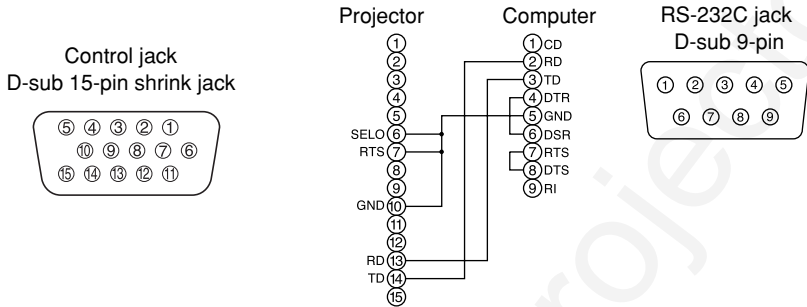 Control jack
D-sub 15-pin shrink jack
⑤ ④ ③ ② ①
⑩ ⑨ ⑧ ⑦ ⑥
⑮ ⑭ ⑬ ⑫ ⑪
Projector
①
②
③
④
⑤
SELO ⑥
RTS ⑦
⑧
⑨
GND ⑩
⑪
⑫
RD ⑬
TD ⑭
⑮
Computer
① CD
② RD
③ TD
④ DTR
⑤ GND
⑥ DSR
⑦ RTS
⑧ DTS
⑨ RI
RS-232C jack
D-sub 9-pin
① ② ③ ④ ⑤
⑥ ⑦ ⑧ ⑨